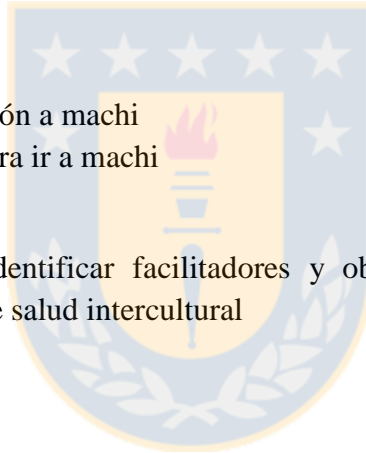 ón a machi
ra ir a machi
dentificar facilitadores y ob
e salud intercultural